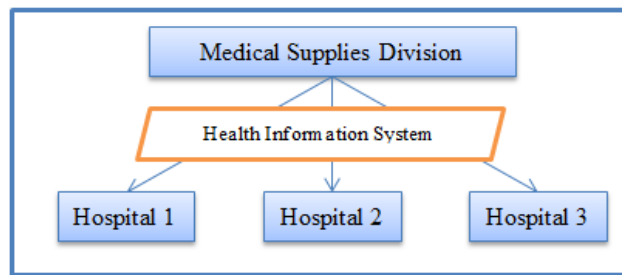 Medical Supplies Division
Health Information System
Hospital 1
Hospital 2
Hospital 3